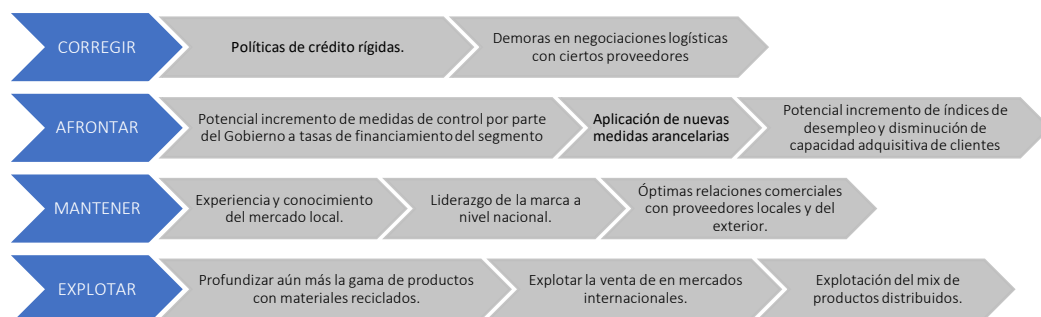 CORREGIR
Políticas de crédito rígidas.
Demoras en negociaciones logísticas
con ciertos proveedores
AFRONTAR
Potencial incremento de medidas de control por parte
del Gobierno a tasas de financiamiento del segmento
Aplicación de nuevas
medidas arancelarias
Potencial incremento de índices de
desempleo y disminución de
capacidad adquisitiva de clientes
MANTENER
Experiencia y conocimiento
del mercado local.
Liderazgo de la marca a
nivel nacional.
Óptimas relaciones comerciales
con proveedores locales y del
exterior.
EXPLOTAR
Profundizar aún más la gama de productos
con materiales reciclados.
Explotar la venta de en mercados
internacionales.
Explotación del mix de
productos distribuidos.